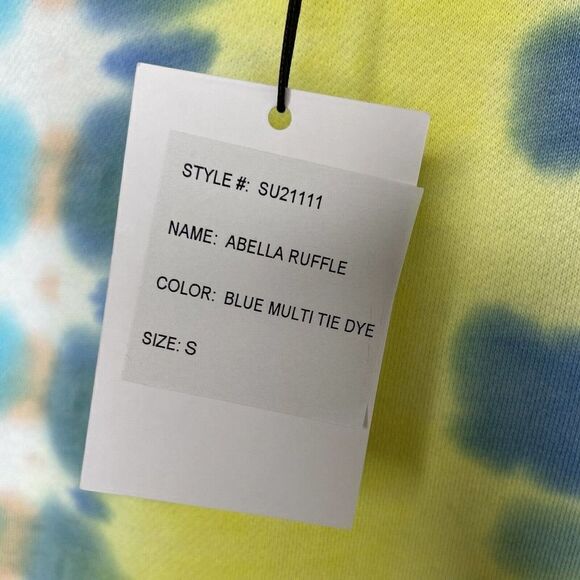 STYLE #: SU21111
NAME: ABELLA RUFFLE
COLOR: BLUE MULTI TIE DYE
SIZE: S